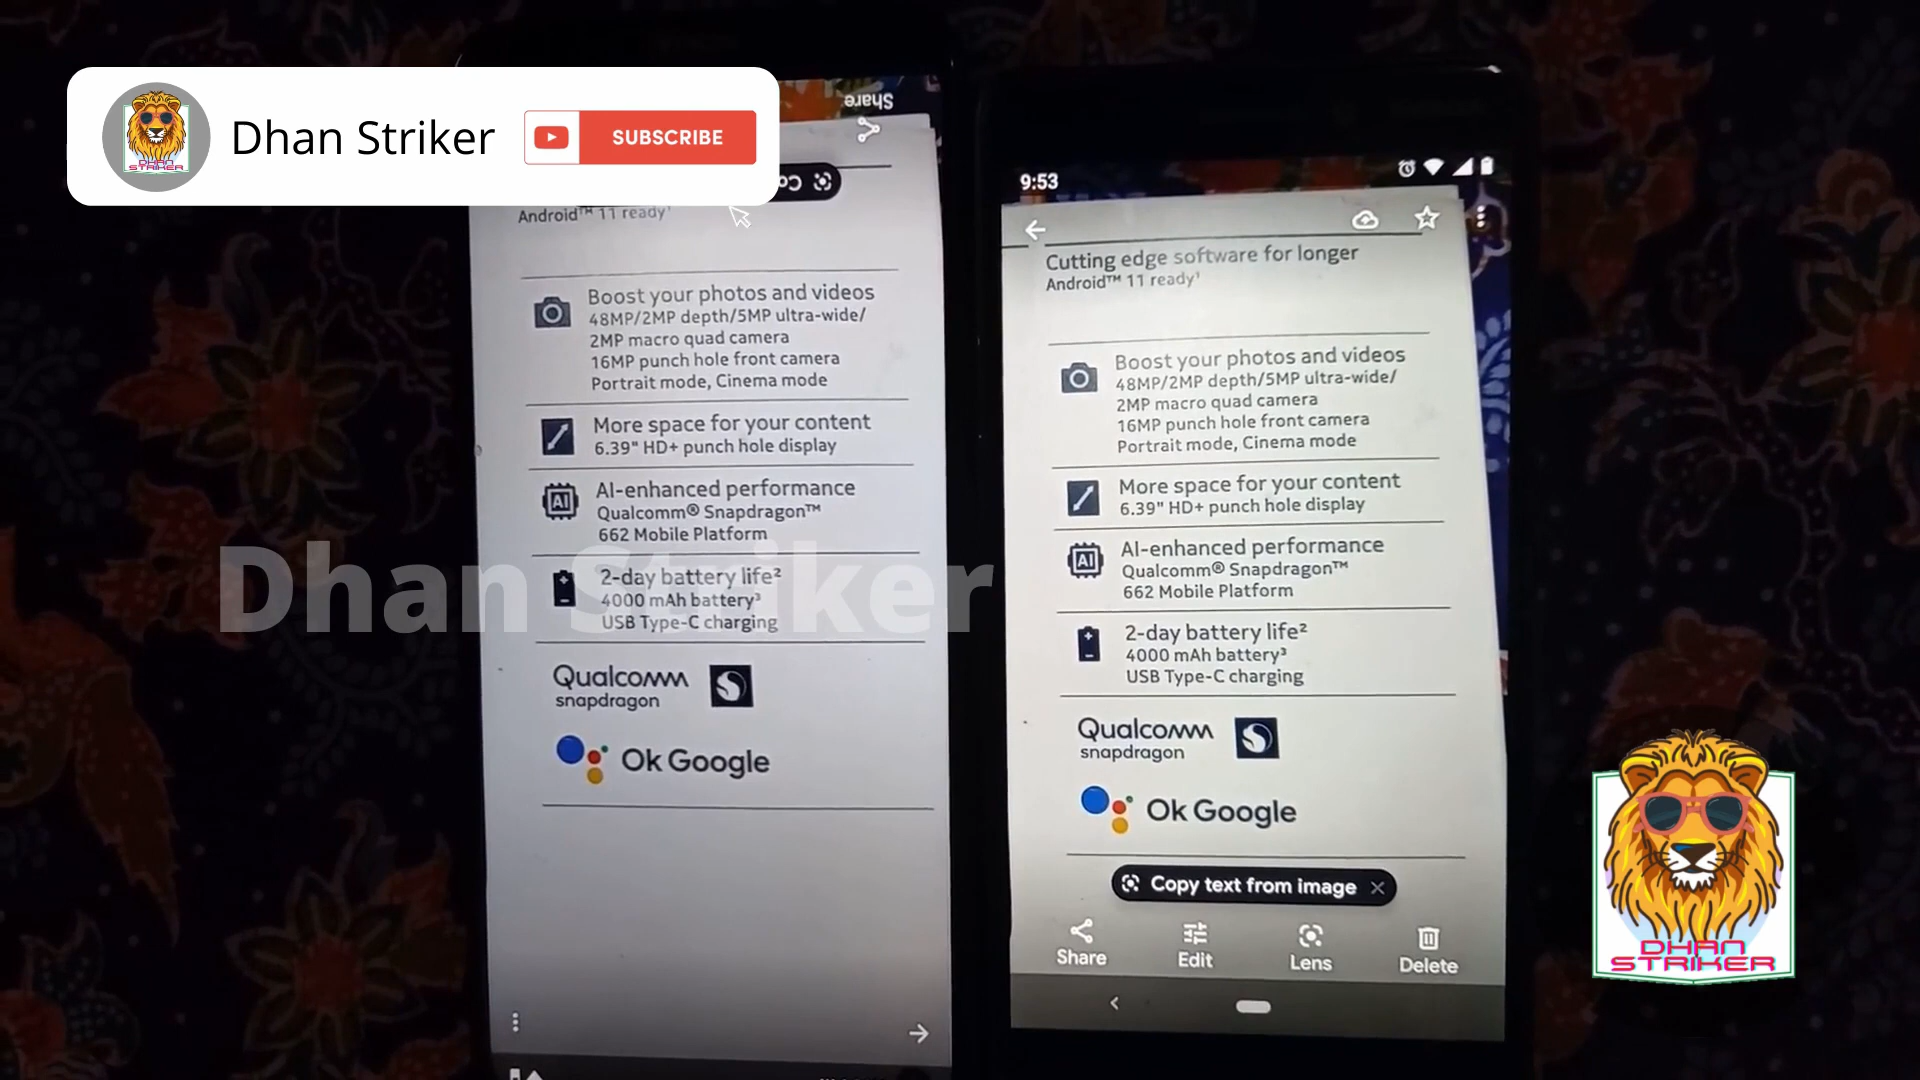 Dhan Striker
SUBSCRIBE
Share
Android™ 11 ready¹
Boost your photos and videos
48MP/2MP depth/5MP ultra-wide/
2MP macro quad camera
16MP punch hole front camera
Portrait mode, Cinema mode
More space for your content
6.39" HD+ punch hole display
AI
AI-enhanced performance
Qualcomm® Snapdragon™
662 Mobile Platform
2-day battery life²
4000 mAh battery³
USB Type-C charging
Qualcomm
snapdragon
Ok Google
9:53
Cutting edge software for longer
Android™ 11 ready¹
Boost your photos and videos
48MP/2MP depth/5MP ultra-wide/
2MP macro quad camera
16MP punch hole front camera
Portrait mode, Cinema mode
More space for your content
6.39" HD+ punch hole display
AI
AI-enhanced performance
Qualcomm® Snapdragon™
662 Mobile Platform
2-day battery life²
4000 mAh battery³
USB Type-C charging
Qualcomm
snapdragon
Ok Google
Copy text from image
Share
Edit
Lens
Delete
Dhan Striker
DHAN
STRIKER